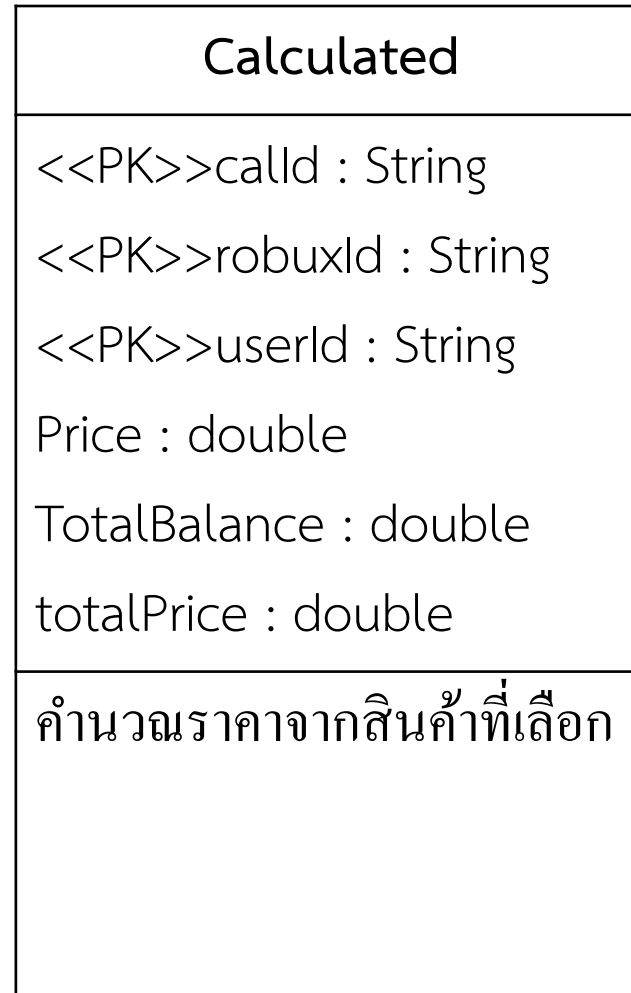 Calculated
<<PK>>calId : String
<<PK>>robuxId : String
<<PK>>userId : String
Price : double
TotalBalance : double
totalPrice : double
คำนวณราคาจากสินค้าที่เลือก